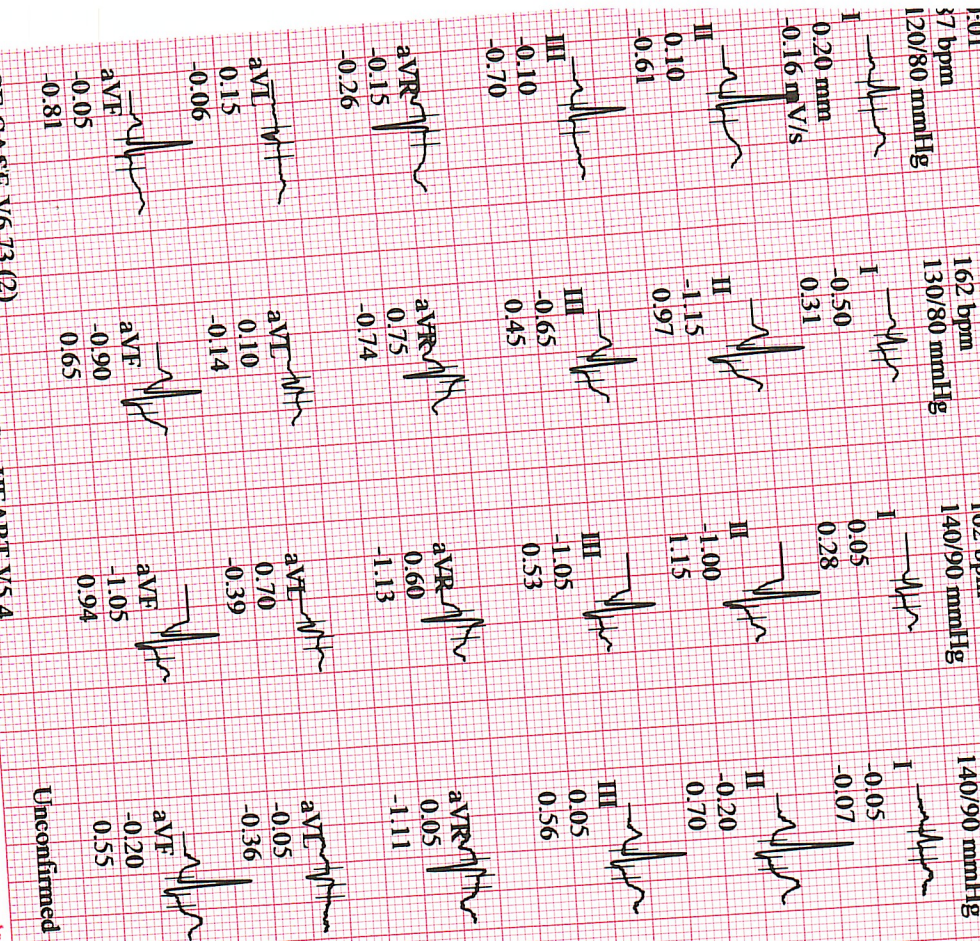 37 bpm
120/80 mmHg
I
0.20 mm
-0.16 mV/s
II
0.10
-0.61
III
-0.10
-0.70
aVR
-0.15
-0.26
aVL
0.15
-0.06
aVF
-0.05
-0.81
162 bpm
130/80 mmHg
I
-0.50
0.31
II
-1.15
0.97
III
-0.65
0.45
aVR
0.75
-0.74
aVL
0.10
-0.14
aVF
-0.90
0.65
140/90 mmHg
I
0.05
0.28
II
-1.00
1.15
III
-1.05
0.53
aVR
0.60
-1.13
aVL
0.70
-0.39
aVF
-1.05
0.94
140/90 mmHg
I
-0.05
-0.07
II
-0.20
0.70
III
0.05
0.56
aVR
0.05
-1.11
aVL
-0.05
-0.36
aVF
-0.20
0.55
Unconfirmed
CASE V6.73 (2)
HEART V5.4